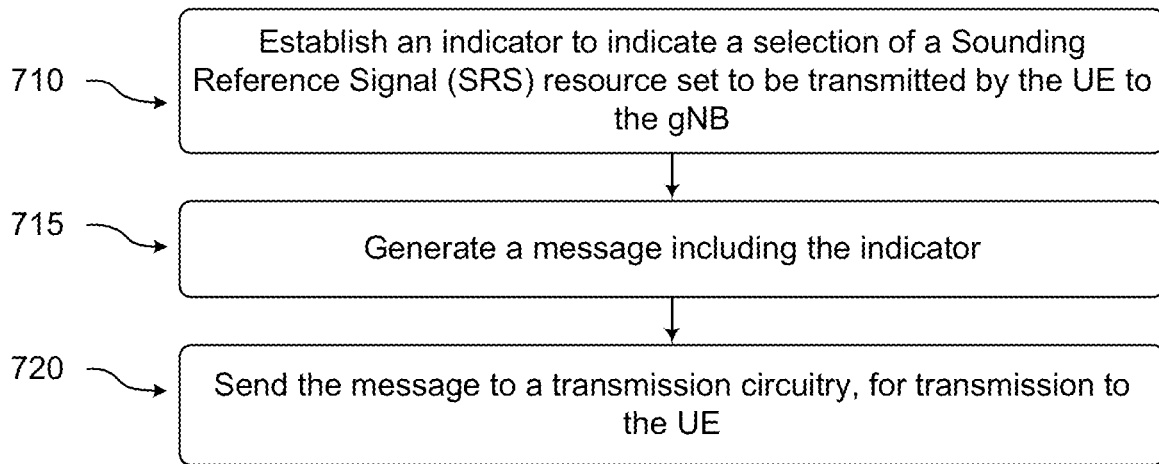 710
Establish an indicator to indicate a selection of a Sounding
Reference Signal (SRS) resource set to be transmitted by the UE to
the gNB
715
Generate a message including the indicator
720
Send the message to a transmission circuitry, for transmission to
the UE